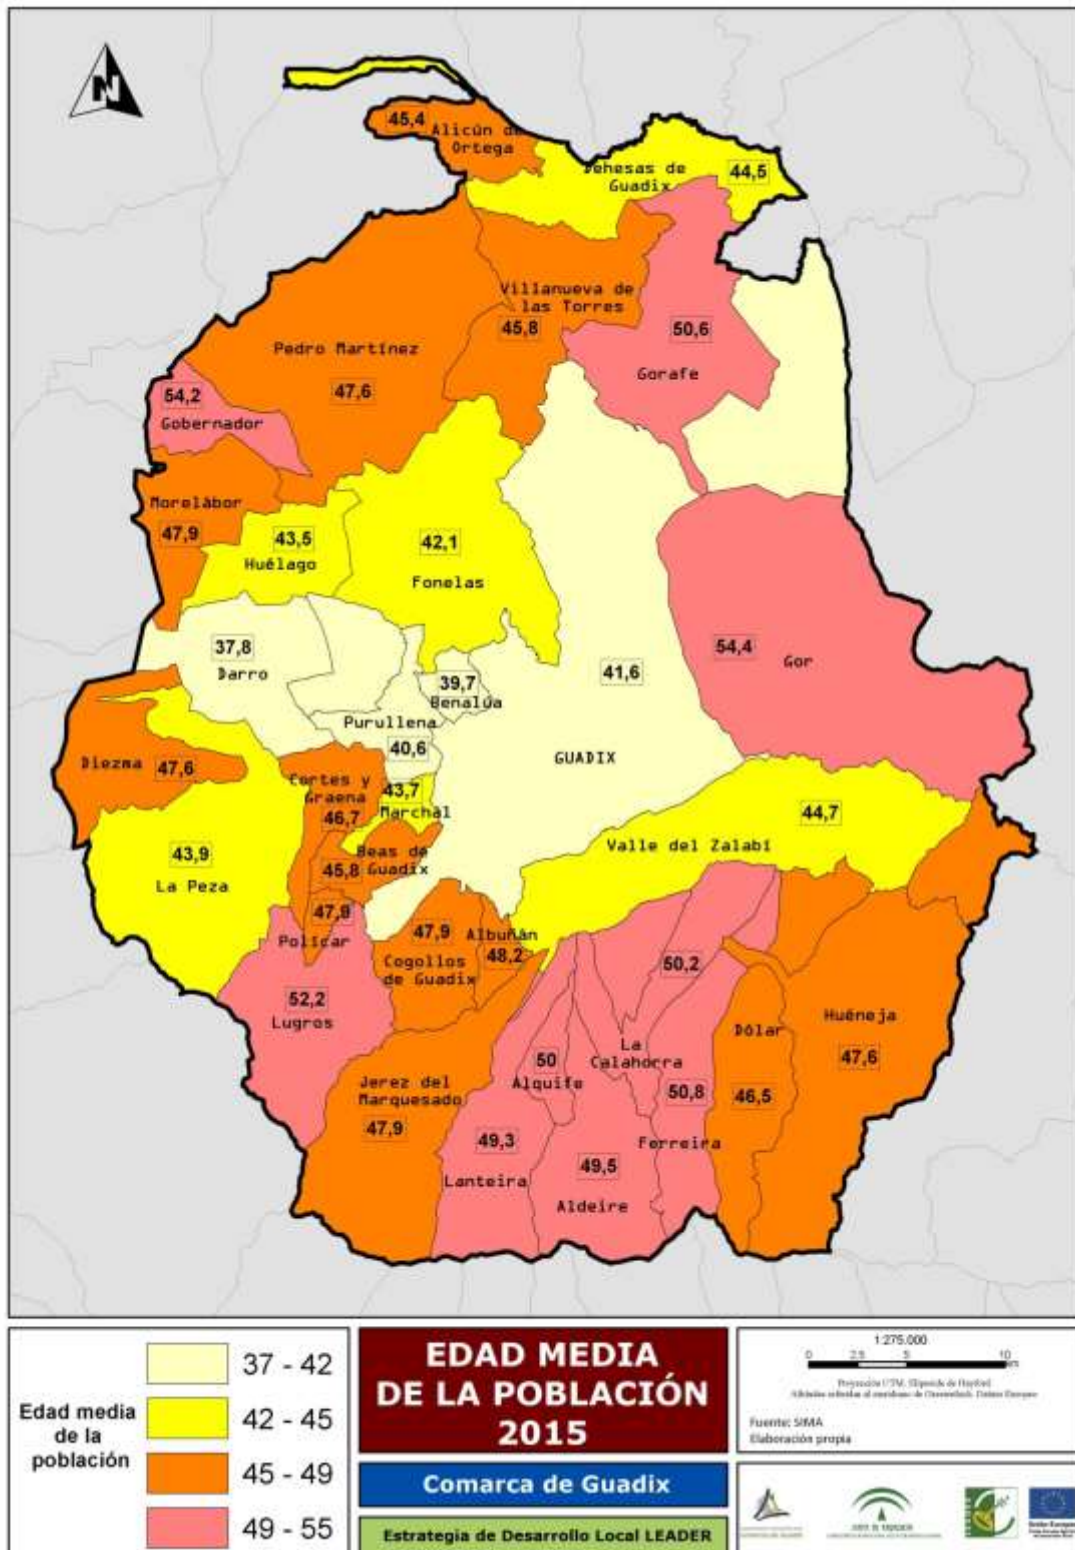 N
45,4
Alicún de
Ortega
Dehesas de
Guadix
44,5
Villanueva de
las Torres
45,8
50,6
Gorafe
Pedro Martínez
47,6
54,2
Gobernador
Morelábor
47,9
43,5
Huélago
42,1
Fonelas
37,8
Darro
39,7
Benalúa
Purullena
40,6
41,6
GUADIX
54,4
Gor
Diezma
47,6
Cortes y
Graena
46,7
43,7
Marchal
44,7
Valle del Zalabí
43,9
La Peza
Beas de
Guadix
45,8
47,9
Polícar
47,9
Cogollos
de Guadix
Albuñán
48,2
52,2
Lugros
50,2
La
Calahorra
Dólar
46,5
Huéneja
47,6
50
Alquife
50,8
Ferreira
Jerez del
Marquesado
47,9
49,3
Lanteira
49,5
Aldeire
Edad media
de la
población
37 - 42
42 - 45
45 - 49
49 - 55
EDAD MEDIA
DE LA POBLACIÓN
2015
Comarca de Guadix
Estrategia de Desarrollo Local LEADER
1:275.000
0 2,5 5 10
Fuente: SIMA
Elaboración propia